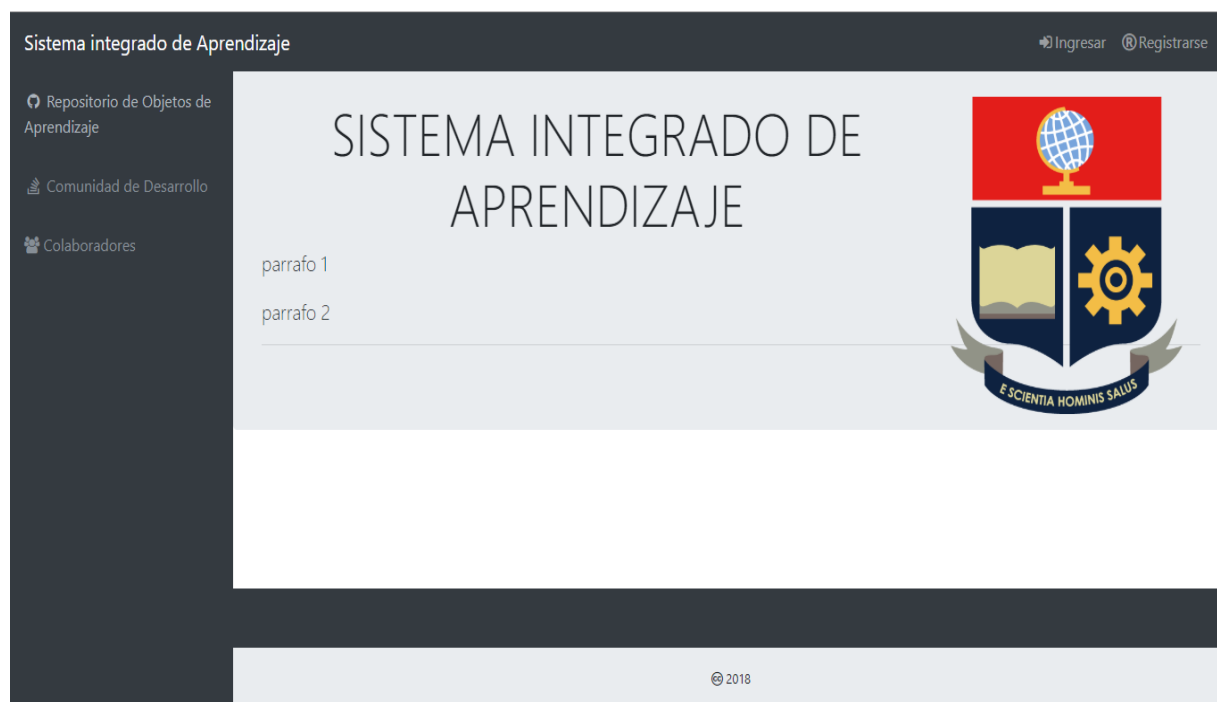 Sistema integrado de Aprendizaje
Ingresar
®Registrarse
Repositorio de Objetos de
Aprendizaje
Comunidad de Desarrollo
Colaboradores
SISTEMA INTEGRADO DE
APRENDIZAJE
parrafo 1
parrafo 2
E SCIENTIA HOMINIS SALUS
2018